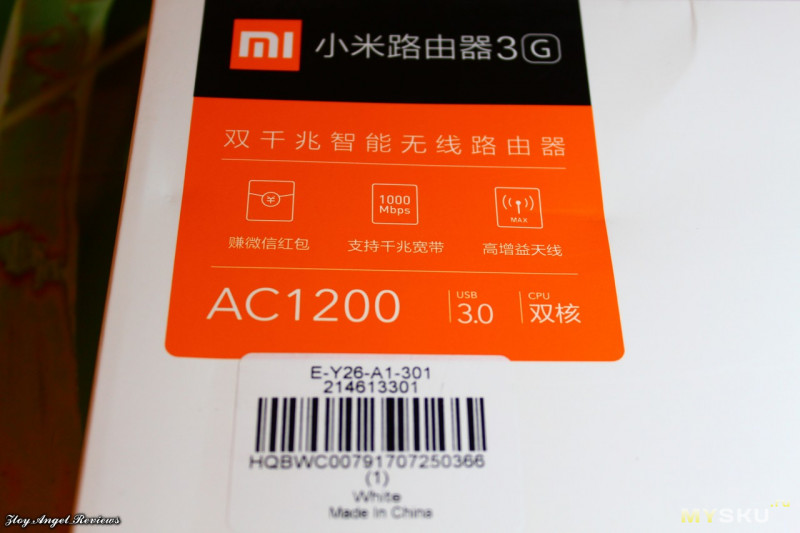 mi 小米路由器3G
双千兆智能无线路由器
1000
Mbps
MAX
赚微信红包 支持千兆宽带 高增益天线
AC1200 USB 3.0 CPU 双核
E-Y26-A1-301
214613301
HQBWC00791707250366
(1)
White
Made In China
Zloy Angel Reviews
MYSKU